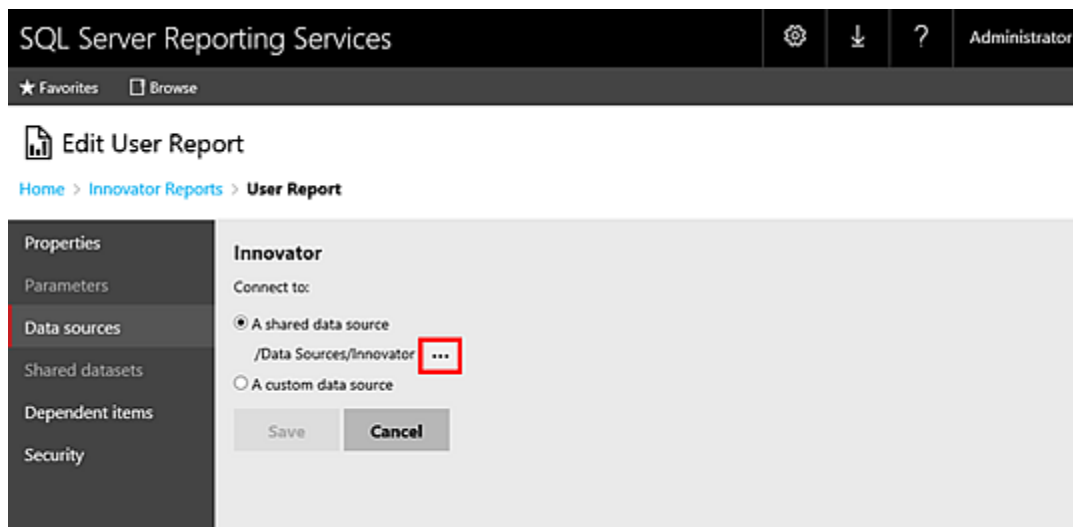 SQL Server Reporting Services
?
Administrator
Favorites
Browse
Edit User Report
Home > Innovator Reports > User Report
Properties
Parameters
Data sources
Shared datasets
Dependent items
Security
Innovator
Connect to:
A shared data source
/Data Sources/Innovator ...
A custom data source
Save
Cancel